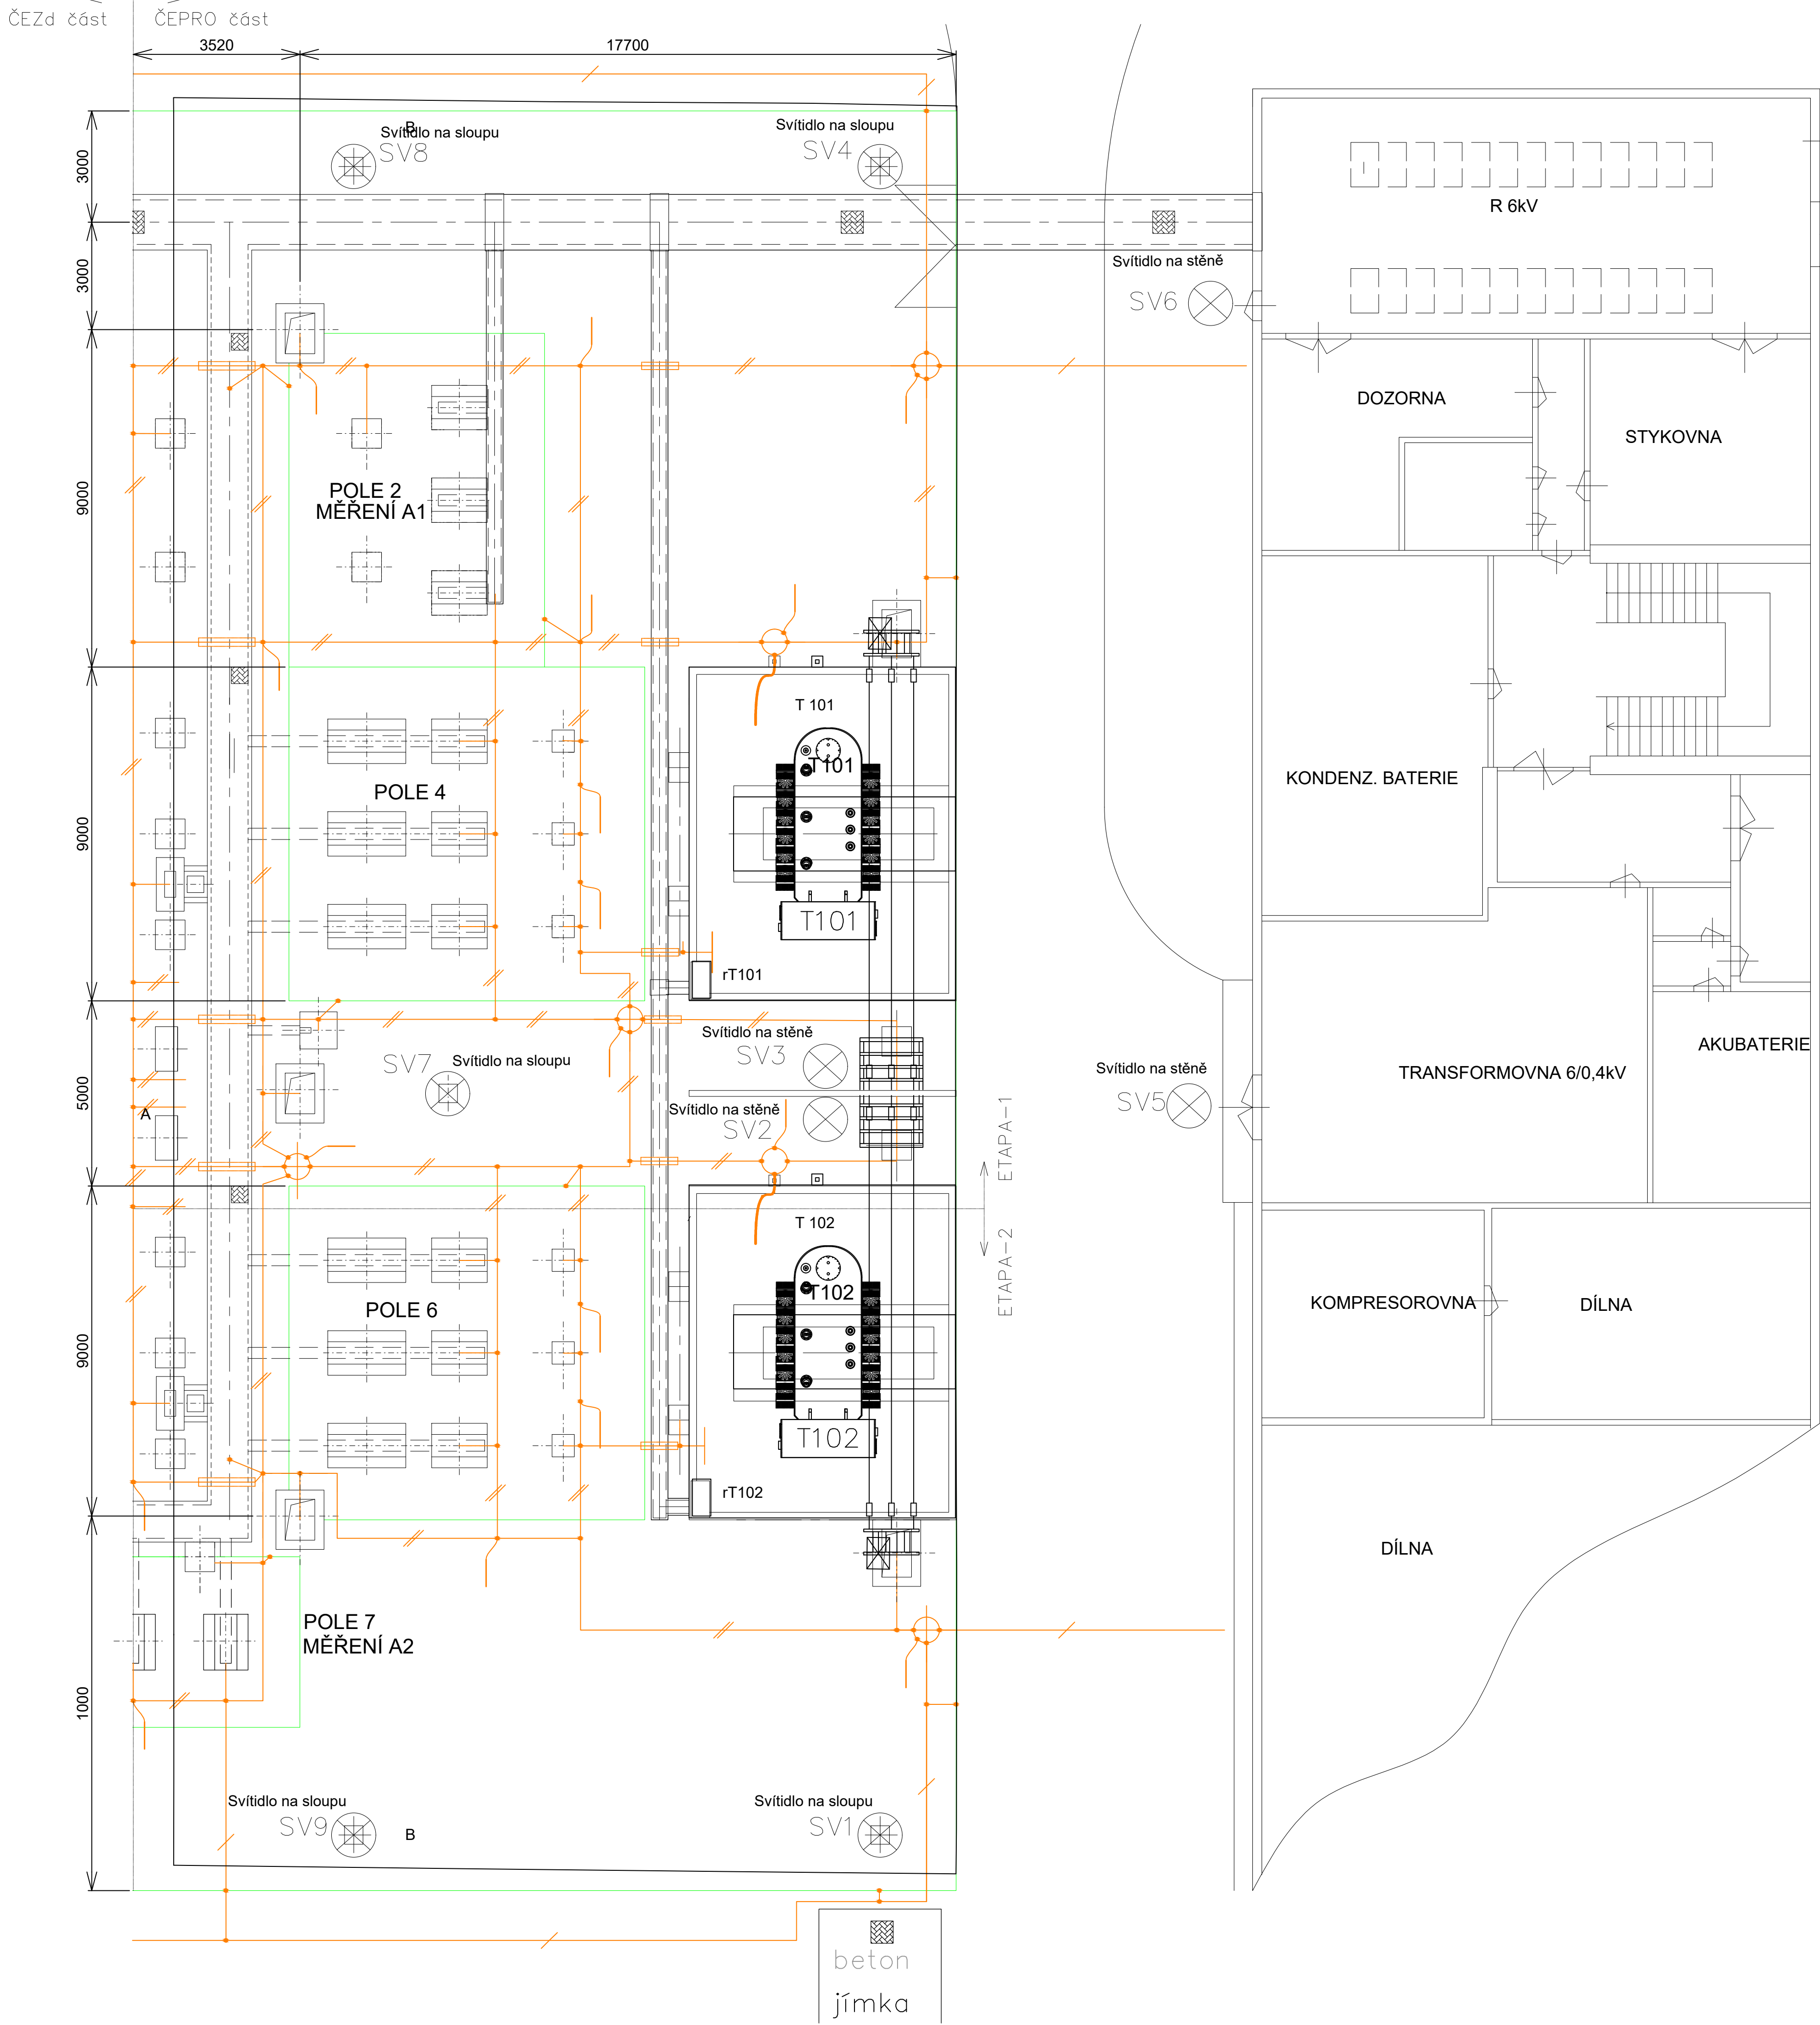 ČEZd část
ČEPRO část
3520
17700
3000
B
Svítidlo na sloupu
SV8
Svítidlo na sloupu
SV4
R 6kV
3000
Svítidlo na stěně
SV6
DOZORNA
STYKOVNA
9000
POLE 2
MĚŘENÍ A1
T 101
T101
KONDENZ. BATERIE
POLE 4
9000
T101
rT101
Svítidlo na stěně
SV3
SV7
Svítidlo na sloupu
AKUBATERIE
TRANSFORMOVNA 6/0,4kV
Svítidlo na stěně
SV5
5000
A
Svítidlo na stěně
SV2
ETAPA-1
ETAPA-2
T 102
T102
POLE 6
KOMPRESOROVNA
DÍLNA
9000
T102
rT102
DÍLNA
POLE 7
MĚŘENÍ A2
1000
Svítidlo na sloupu
SV9
B
Svítidlo na sloupu
SV1
beton
jímka